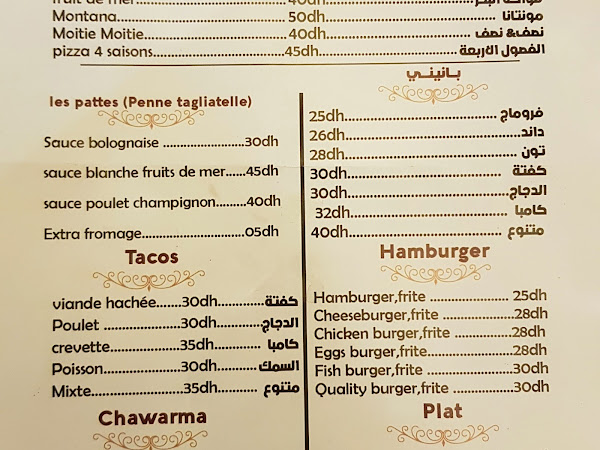 fruit de mer 40dh
Montana 50dh مونتانا
Moitie Moitie 40dh نصف& نصف
pizza 4 saisons 45dh الفصول الاربعة
les pattes (Penne tagliatelle)
Sauce bolognaise 30dh
sauce blanche fruits de mer 45dh
sauce poulet champignon 40dh
Extra fromage 05dh
Tacos
viande hachée 30dh كفتة
Poulet 30dh الدجاج
crevette 35dh كامبا
Poisson 30dh السمك
Mixte 35dh متنوع
Chawarma
بانيني
25dh فروماج
26dh داند
28dh تون
30dh كفتة
30dh الدجاج
32dh كامبا
40dh متنوع
Hamburger
Hamburger,frite 25dh
Cheeseburger,frite 28dh
Chicken burger,frite 28dh
Eggs burger,frite 28dh
Fish burger,frite 30dh
Quality burger,frite 30dh
Plat